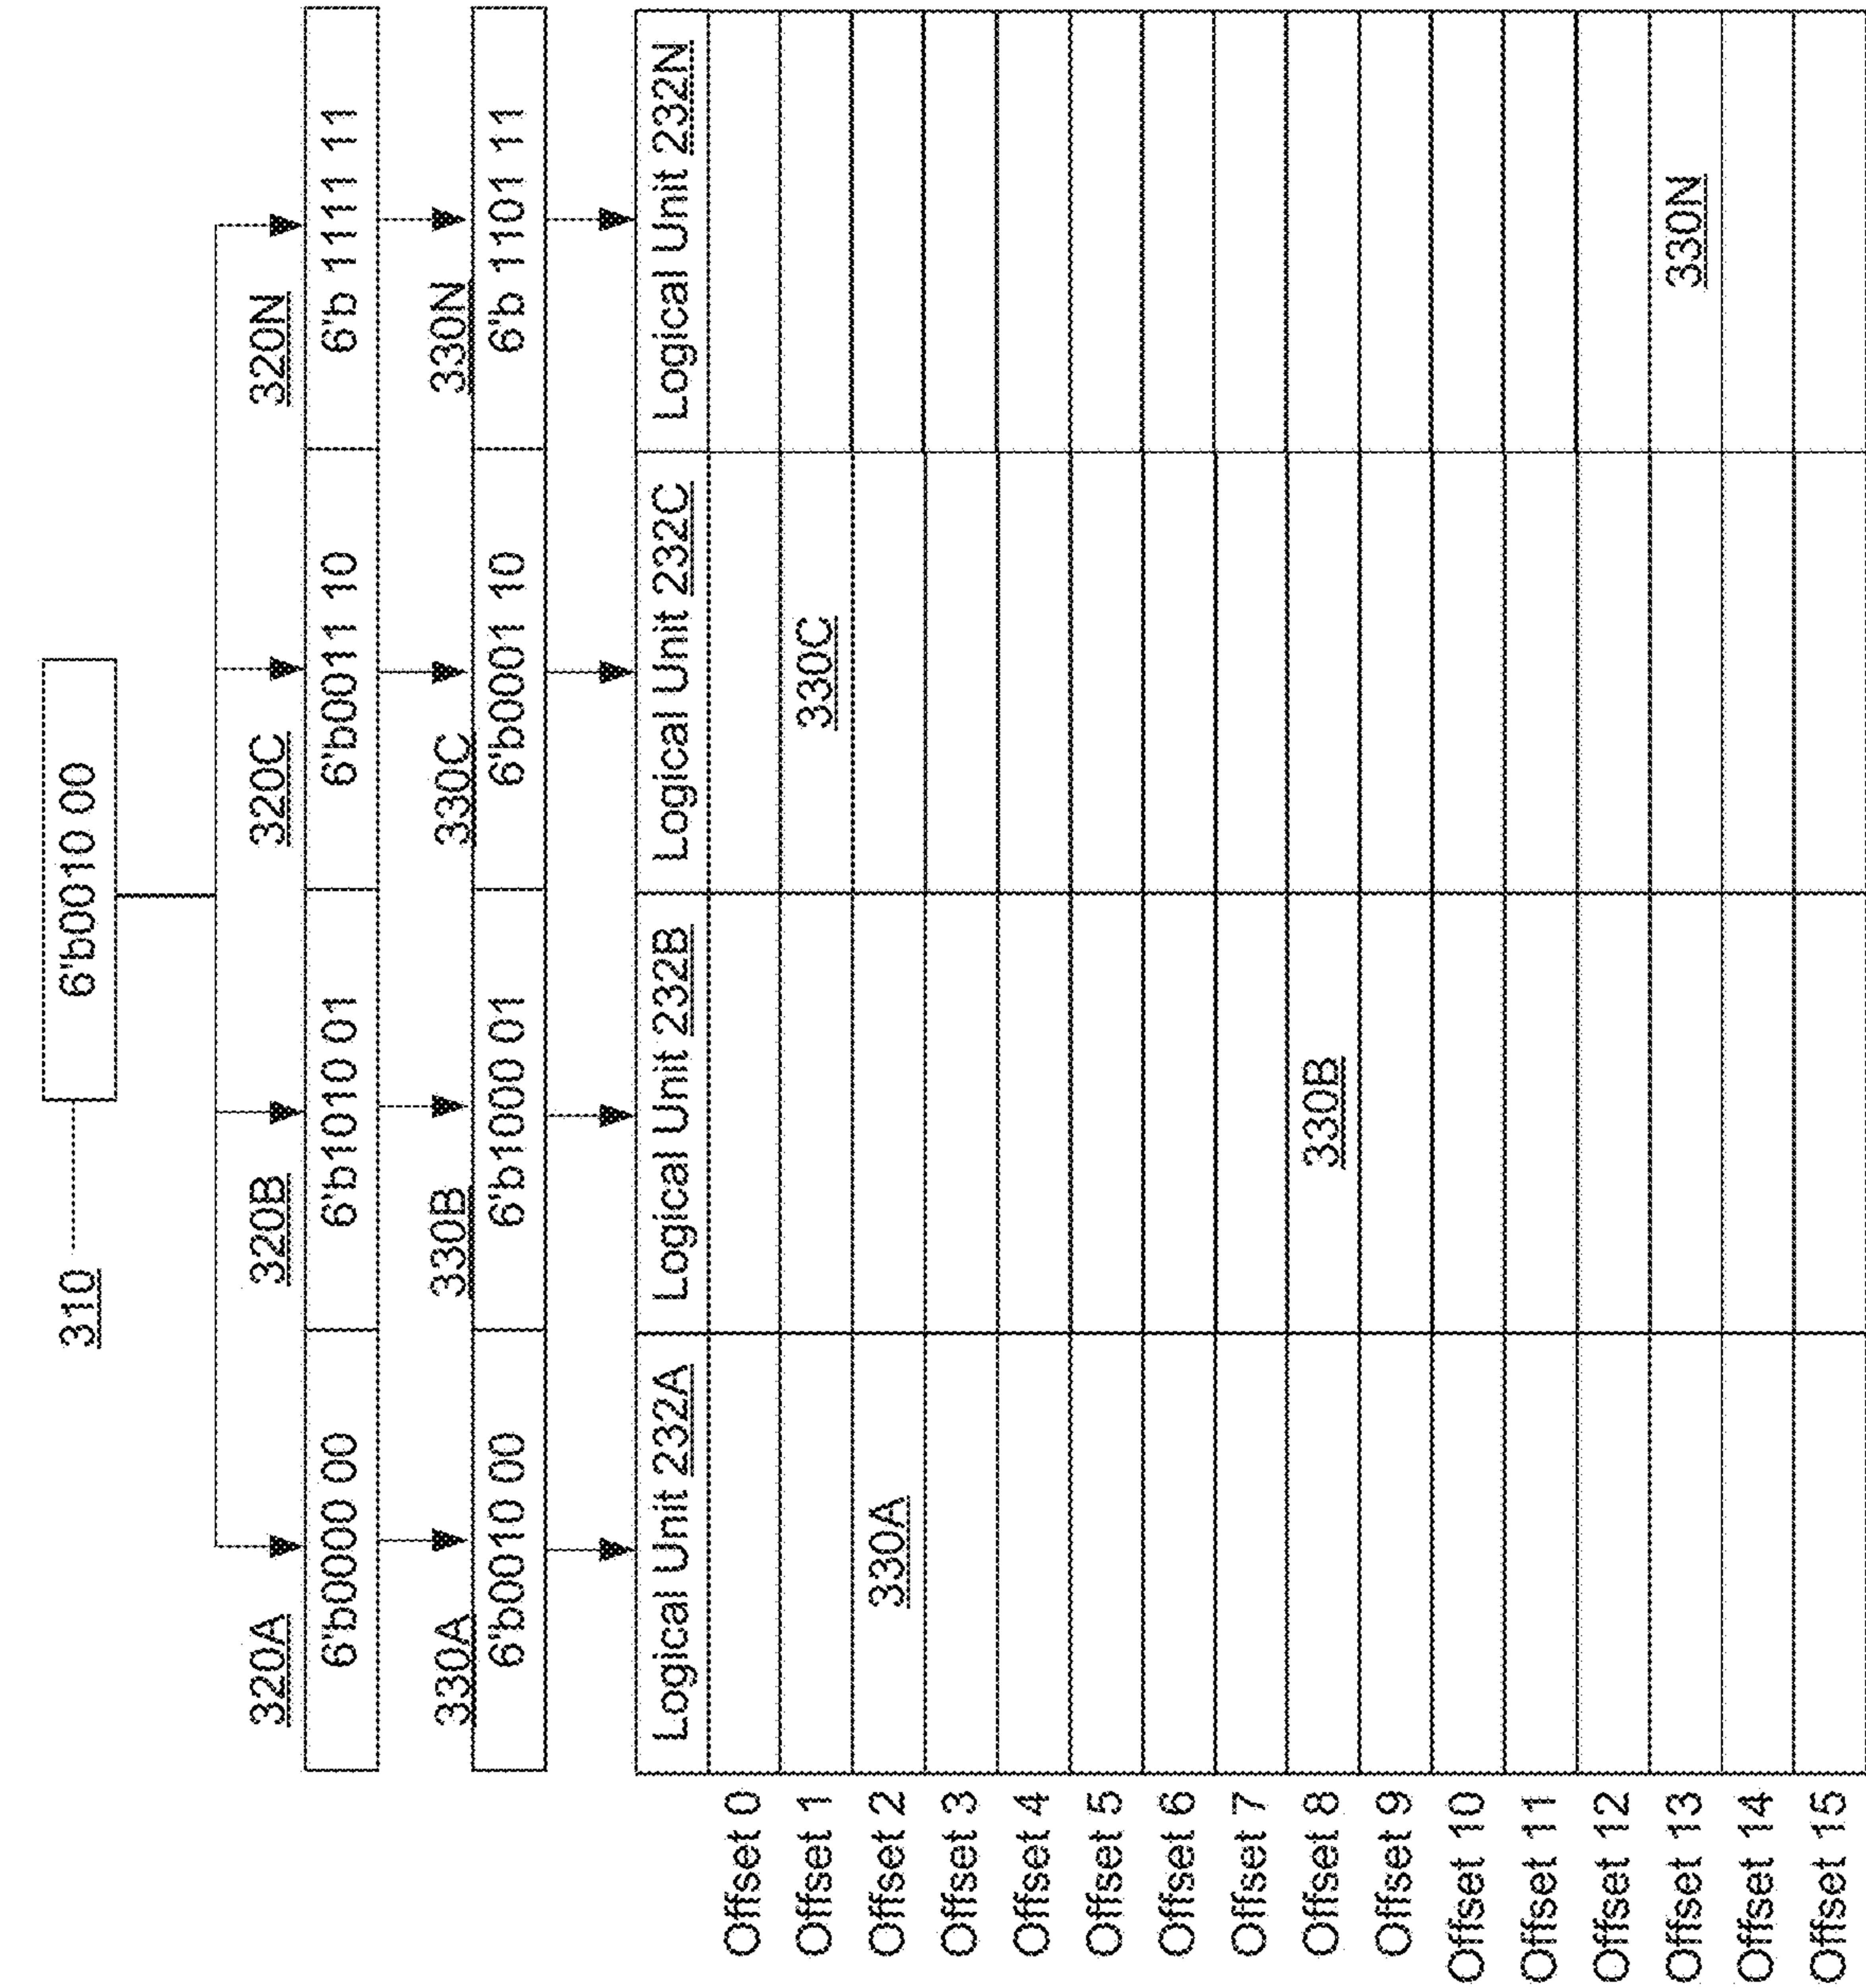 310
6'b0010 00
320A
320B
320C
320N
6'b0000 00
6'b1010 01
6'b0011 10
6'b 1111 11
330A
330B
330C
330N
6'b0010 00
6'b1000 01
6'b0001 10
6'b 1101 11
Logical Unit 232A
Logical Unit 232B
Logical Unit 232C
Logical Unit 232N
Offset 0
Offset 1
330C
Offset 2
330A
Offset 3
Offset 4
Offset 5
Offset 6
Offset 7
Offset 8
330B
Offset 9
Offset 10
Offset 11
Offset 12
Offset 13
330N
Offset 14
Offset 15